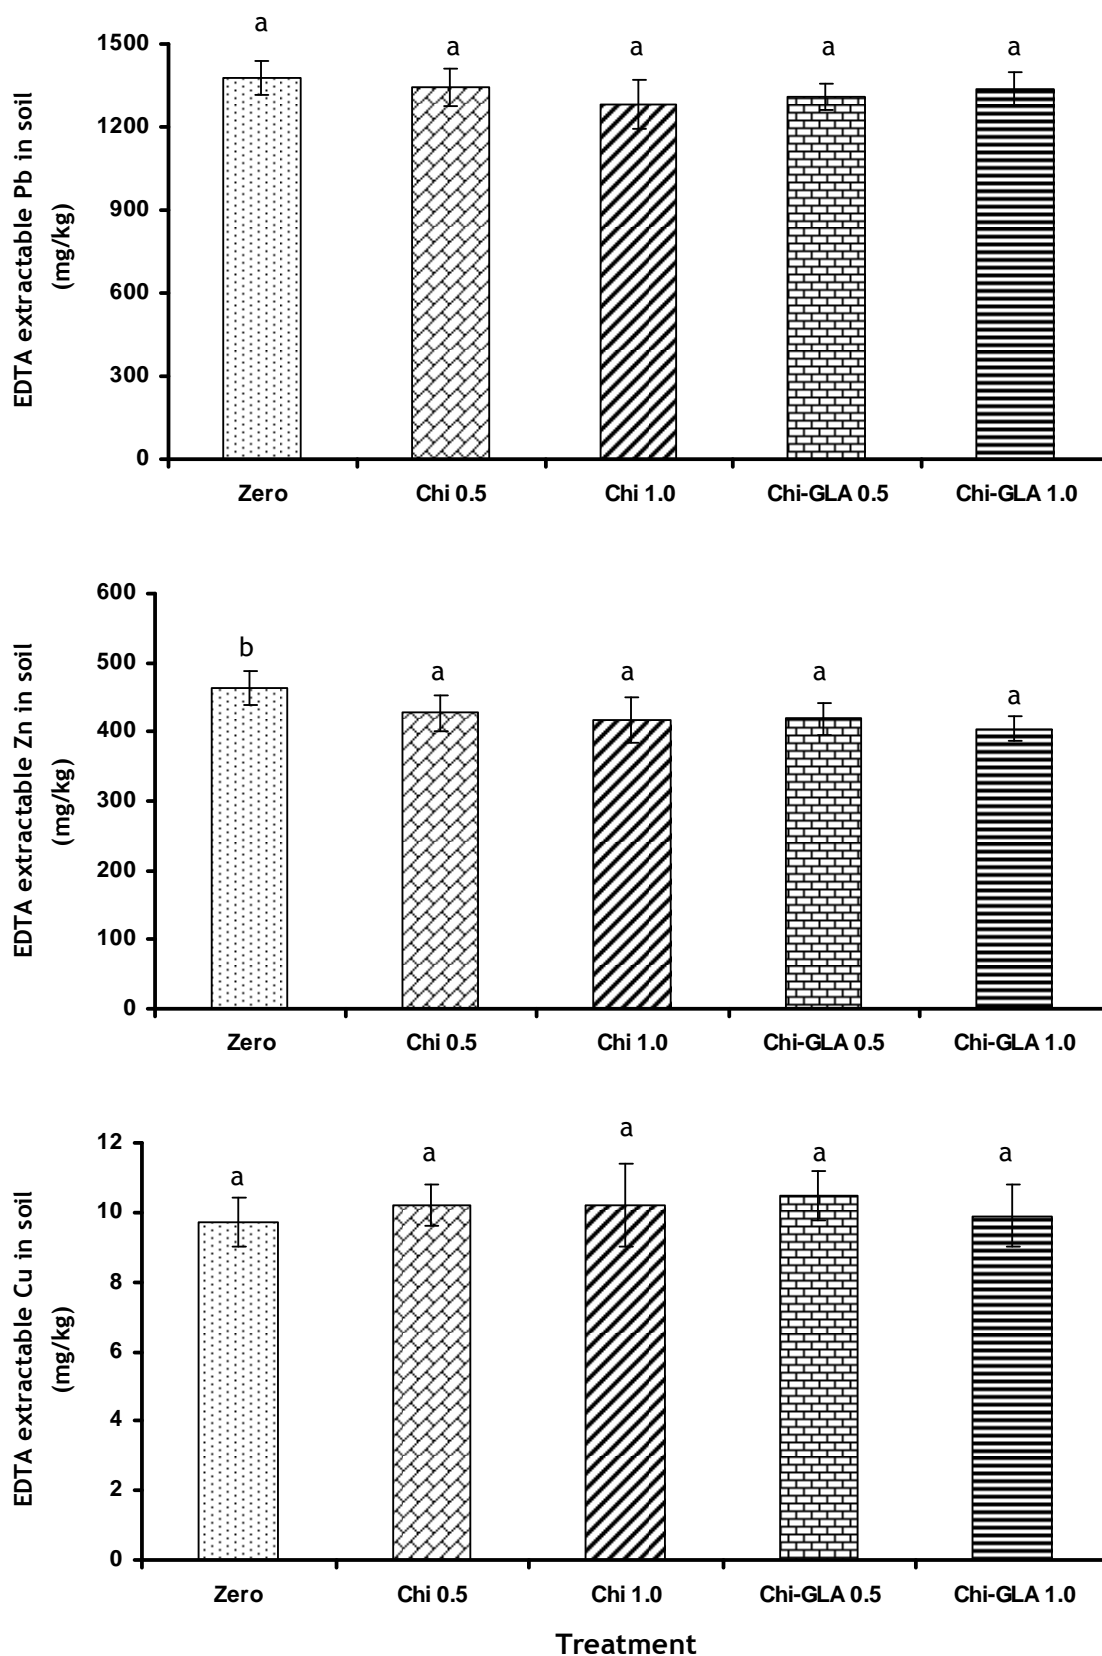 a
a a a a
1500
1200
900
600
300
0
EDTA extractable Pb in soil
(mg/kg)
Zero Chi 0.5 Chi 1.0 Chi-GLA 0.5 Chi-GLA 1.0
600
500
400
300
200
100
0
EDTA extractable Zn in soil
(mg/kg)
b
a a a
a
Zero Chi 0.5 Chi 1.0 Chi-GLA 0.5 Chi-GLA 1.0
12
10
8
6
4
2
0
EDTA extractable Cu in soil
(mg/kg)
a
a
a
a
a
Zero Chi 0.5 Chi 1.0 Chi-GLA 0.5 Chi-GLA 1.0
Treatment